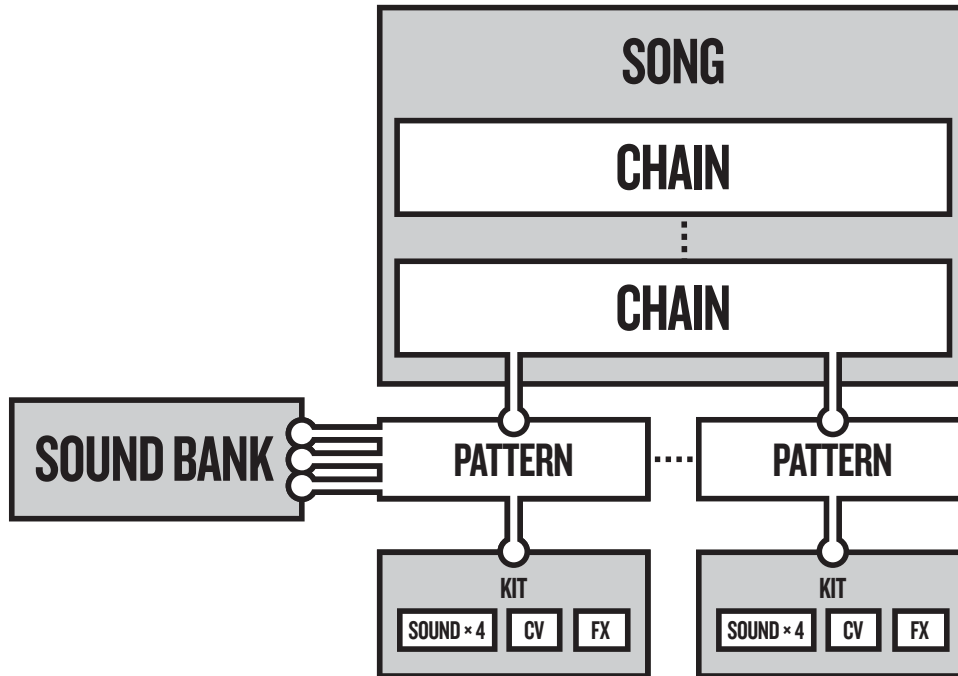 SONG
CHAIN
CHAIN
SOUND BANK
PATTERN
PATTERN
KIT
SOUND × 4
CV
FX
KIT
SOUND × 4
CV
FX